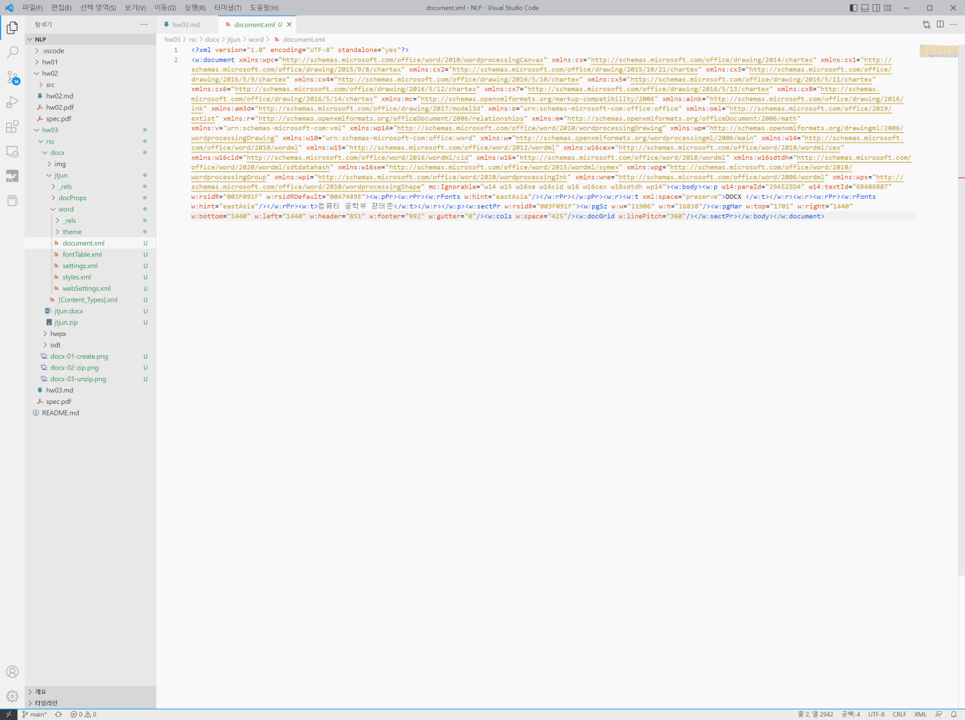 파일(F) 편집(E) 선택 영역(S) 보기(V) 이동(G) 실행(R) 터미널(T) 도움말(H)
document.xml - NLP - Visual Studio Code
탐색기
hw03.md
document.xml U
NLP
.vscode
hw01
hw02
src
hw02.md
hw02.pdf
spec.pdf
hw03
rsc
docx
img
jtjun
_rels
docProps
word
_rels
theme
document.xml U
fontTable.xml U
settings.xml U
styles.xml U
webSettings.xml U
[Content_Types].xml U
jtjun.docx U
jtjun.zip U
hwpx
odt
docx-01-create.png U
docx-02-zip.png U
docx-03-unzip.png U
hw03.md
spec.pdf
README.md
개요
타임라인
hw03 > rsc > docx > jtjun > word > document.xml
1 <?xml version="1.0" encoding="UTF-8" standalone="yes"?>
2 <w:document xmlns:wpc="http://schemas.microsoft.com/office/word/2010/wordprocessingCanvas" xmlns:cx="http://schemas.microsoft.com/office/drawing/2014/chartex" xmlns:cx1="http://
schemas.microsoft.com/office/drawing/2015/9/8/chartex" xmlns:cx2="http://schemas.microsoft.com/office/drawing/2015/10/21/chartex" xmlns:cx3="http://schemas.microsoft.com/office/
drawing/2016/5/9/chartex" xmlns:cx4="http://schemas.microsoft.com/office/drawing/2016/5/10/chartex" xmlns:cx5="http://schemas.microsoft.com/office/drawing/2016/5/11/chartex"
xmlns:cx6="http://schemas.microsoft.com/office/drawing/2016/5/12/chartex" xmlns:cx7="http://schemas.microsoft.com/office/drawing/2016/5/13/chartex" xmlns:cx8="http://schemas.
microsoft.com/office/drawing/2016/5/14/chartex" xmlns:mc="http://schemas.openxmlformats.org/markup-compatibility/2006" xmlns:aink="http://schemas.microsoft.com/office/drawing/2016/
ink" xmlns:am3d="http://schemas.microsoft.com/office/drawing/2017/model3d" xmlns:o="urn:schemas-microsoft-com:office:office" xmlns:oel="http://schemas.microsoft.com/office/2019/
extlst" xmlns:r="http://schemas.openxmlformats.org/officeDocument/2006/relationships" xmlns:m="http://schemas.openxmlformats.org/officeDocument/2006/math"
xmlns:v="urn:schemas-microsoft-com:vml" xmlns:wp14="http://schemas.microsoft.com/office/word/2010/wordprocessingDrawing" xmlns:wp="http://schemas.openxmlformats.org/drawingml/2006/
wordprocessingDrawing" xmlns:w10="urn:schemas-microsoft-com:office:word" xmlns:w="http://schemas.openxmlformats.org/wordprocessingml/2006/main" xmlns:w14="http://schemas.microsoft.
com/office/word/2010/wordml" xmlns:w15="http://schemas.microsoft.com/office/word/2012/wordml" xmlns:w16cex="http://schemas.microsoft.com/office/word/2018/wordml/cex"
xmlns:w16cid="http://schemas.microsoft.com/office/word/2016/wordml/cid" xmlns:w16="http://schemas.microsoft.com/office/word/2018/wordml" xmlns:w16sdtdh="http://schemas.microsoft.com/
office/word/2020/wordml/sdtdatahash" xmlns:w16se="http://schemas.microsoft.com/office/word/2015/wordml/symex" xmlns:wpg="http://schemas.microsoft.com/office/word/2010/
wordprocessingGroup" xmlns:wpi="http://schemas.microsoft.com/office/word/2010/wordprocessingInk" xmlns:wne="http://schemas.microsoft.com/office/word/2006/wordml" xmlns:wps="http://
schemas.microsoft.com/office/word/2010/wordprocessingShape" mc:Ignorable="w14 w15 w16se w16cid w16 w16cex w16sdtdh wp14"><w:body><w:p w14:paraId="29A525D4" w14:textId="6B606887"
w:rsidR="003F091F" w:rsidRDefault="00A7489E"><w:pPr><w:rPr><w:rFonts w:hint="eastAsia"/></w:rPr></w:pPr><w:r><w:t xml:space="preserve">DOCX </w:t></w:r><w:r><w:rPr><w:rFonts
w:hint="eastAsia"/></w:rPr><w:t>컴퓨터 공학부 장태준</w:t></w:r></w:p><w:sectPr w:rsidR="003F091F"><w:pgSz w:w="11906" w:h="16838"/><w:pgMar w:top="1701" w:right="1440"
w:bottom="1440" w:left="1440" w:header="851" w:footer="992" w:gutter="0"/><w:cols w:space="425"/><w:docGrid w:linePitch="360"/></w:sectPr></w:body></w:document>
main* 0 0
줄 2, 열 2942 공백: 4 UTF-8 CRLF XML